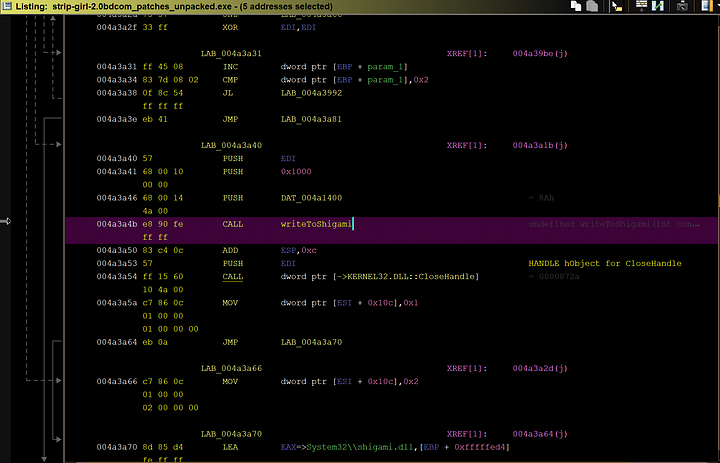 Listing: strip-girl-2.0bdcom_patches_unpacked.exe - (5 addresses selected)
004a3a2f 33 ff XOR EDI,EDI
LAB_004a3a31 XREF[1]: 004a39be(j)
004a3a31 ff 45 08 INC dword ptr [EBP + param_1]
004a3a34 83 7d 08 02 CMP dword ptr [EBP + param_1],0x2
004a3a38 0f 8c 54 JL LAB_004a3992
ff ff ff
004a3a3e eb 41 JMP LAB_004a3a81
LAB_004a3a40 XREF[1]: 004a3a1b(j)
004a3a40 57 PUSH EDI
004a3a41 68 00 10 PUSH 0x1000
00 00
004a3a46 68 00 14 PUSH DAT_004a1400 = 8Ah
4a 00
004a3a4b e8 90 fe CALL writeToShigami undefined writeToShigami(int con...
ff ff
004a3a50 83 c4 0c ADD ESP,0xc
004a3a53 57 PUSH EDI HANDLE hObject for CloseHandle
004a3a54 ff 15 60 CALL dword ptr [->KERNEL32.DLL::CloseHandle] = 0000872a
10 4a 00
004a3a5a c7 86 0c MOV dword ptr [ESI + 0x10c],0x1
01 00 00
01 00 00 00
004a3a64 eb 0a JMP LAB_004a3a70
LAB_004a3a66 XREF[1]: 004a3a2d(j)
004a3a66 c7 86 0c MOV dword ptr [ESI + 0x10c],0x2
01 00 00
02 00 00 00
LAB_004a3a70 XREF[1]: 004a3a64(j)
004a3a70 8d 85 d4 LEA EAX=>System32\\shigami.dll,[EBP + 0xfffffed4]
fe ff ff